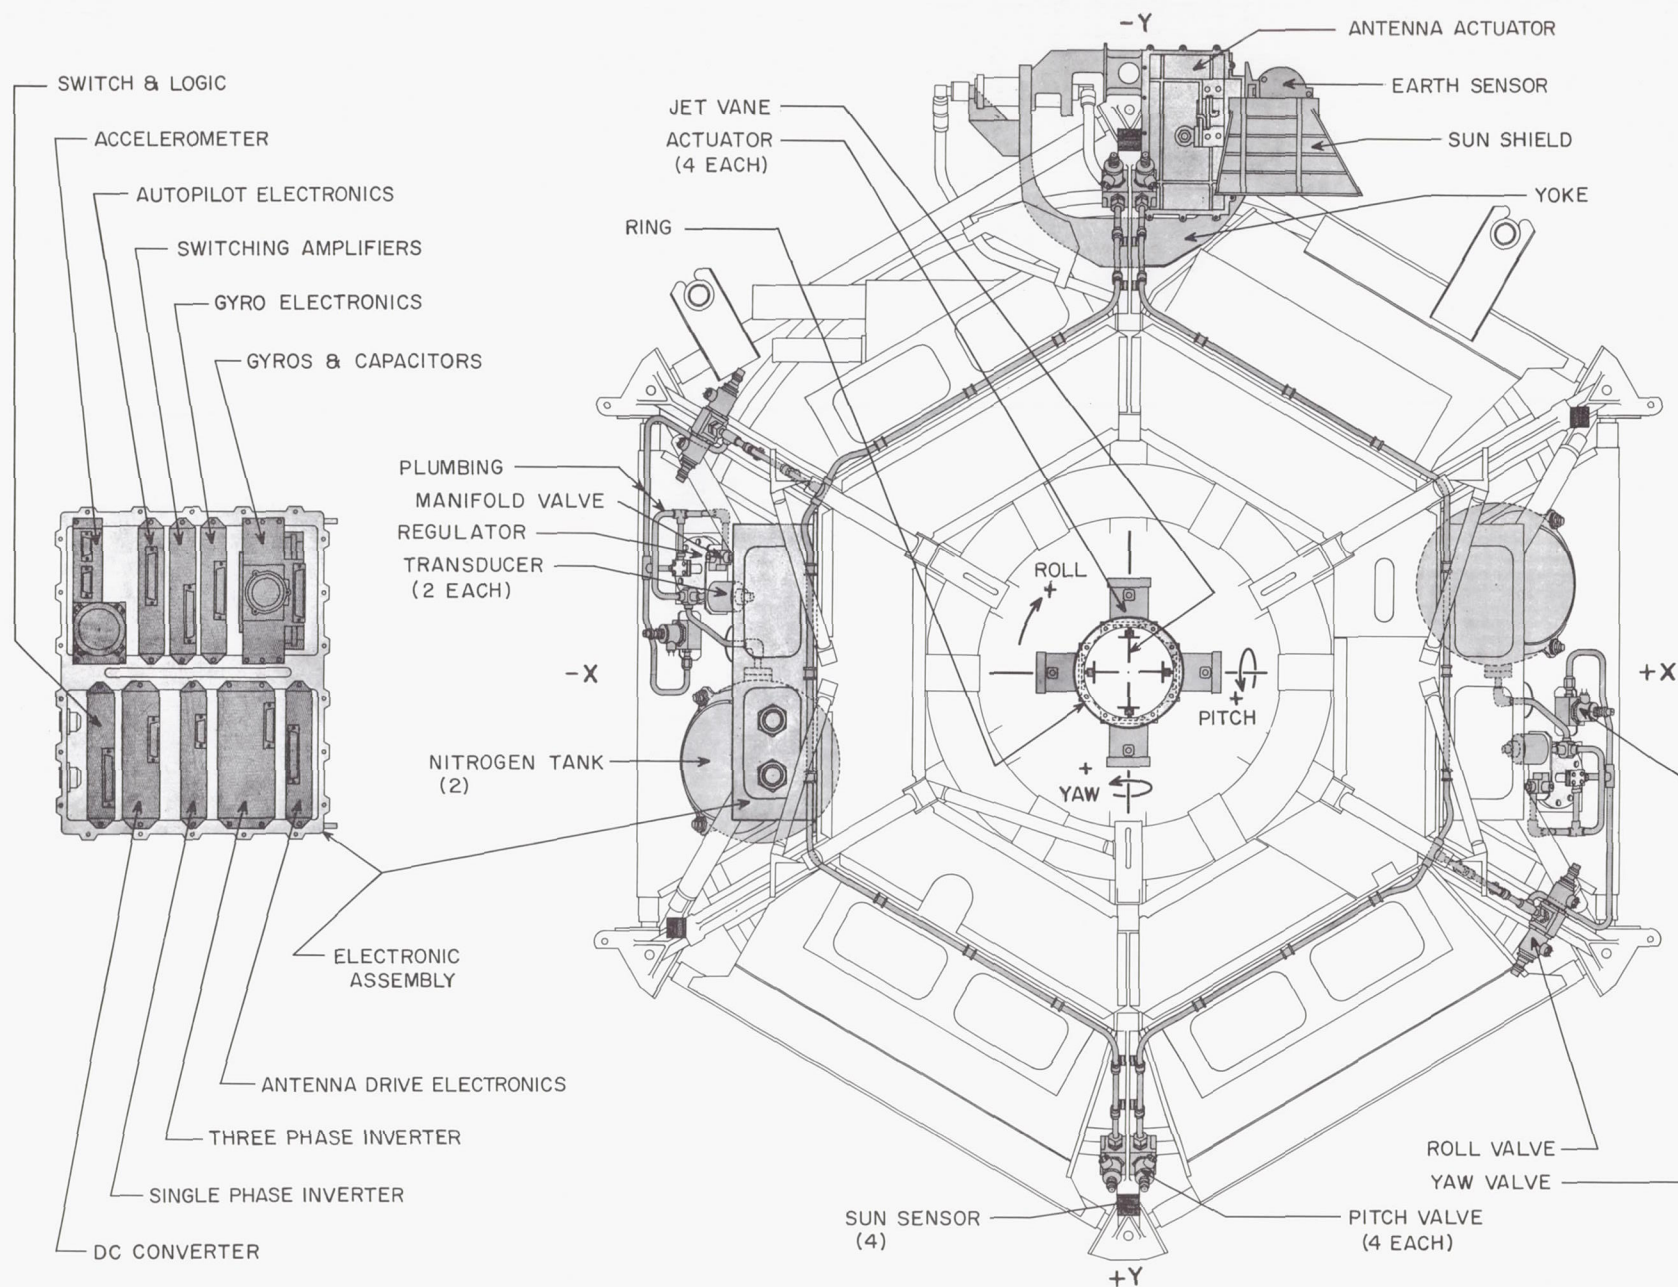 -Y
ANTENNA ACTUATOR
EARTH SENSOR
SUN SHIELD
YOKE
SWITCH & LOGIC
ACCELEROMETER
AUTOPILOT ELECTRONICS
SWITCHING AMPLIFIERS
GYRO ELECTRONICS
GYROS & CAPACITORS
JET VANE
ACTUATOR
(4 EACH)
RING
PLUMBING
MANIFOLD VALVE
REGULATOR
TRANSDUCER
(2 EACH)
-X
NITROGEN TANK
(2)
ROLL
+
+
PITCH
+
YAW
+X
ELECTRONIC
ASSEMBLY
ANTENNA DRIVE ELECTRONICS
THREE PHASE INVERTER
SINGLE PHASE INVERTER
DC CONVERTER
ROLL VALVE
YAW VALVE
SUN SENSOR
(4)
PITCH VALVE
(4 EACH)
+Y